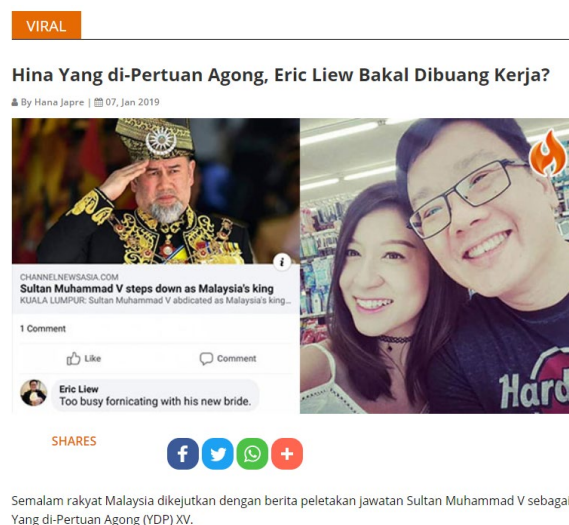 VIRAL
Hina Yang di-Pertuan Agong, Eric Liew Bakal Dibuang Kerja?
By Hana Japre | 07, Jan 2019
CHANNELNEWSASIA.COM
Sultan Muhammad V steps down as Malaysia's king
KUALA LUMPUR: Sultan Muhammad V abdicated as Malaysia's king...
1 Comment
Like
Comment
Eric Liew
Too busy fornicating with his new bride.
Hard
SHARES
Semalam rakyat Malaysia dikejutkan dengan berita peletakan jawatan Sultan Muhammad V sebagai
Yang di-Pertuan Agong (YDP) XV.